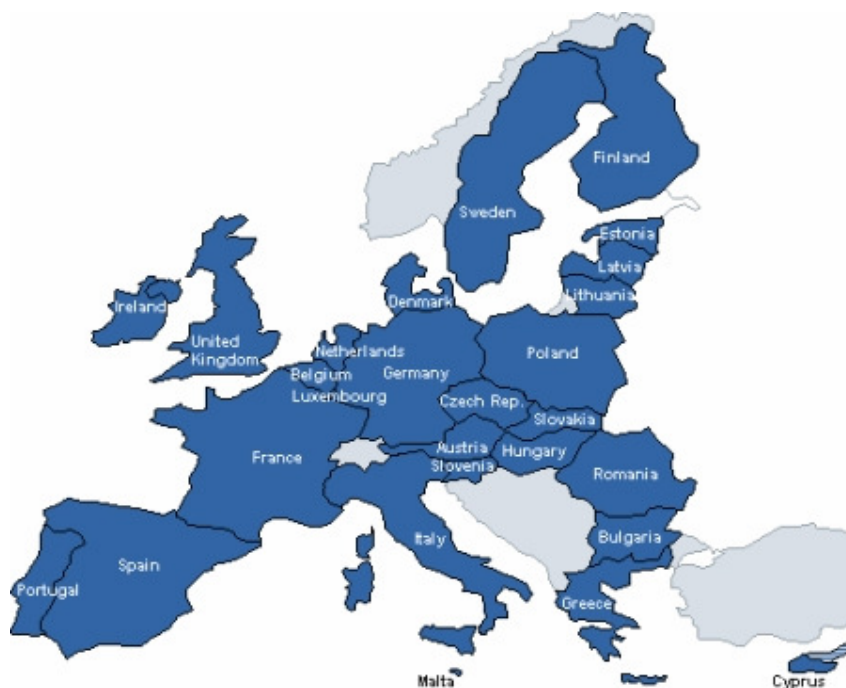 Finland
Sweden
Estonia
Latvia
Lithuania
Denmark
Ireland
United
Kingdom
Netherlands
Poland
Belgium
Germany
Luxembourg
Czech Rep.
Slovakia
Austria
Hungary
France
Slovenia
Romania
Italy
Bulgaria
Spain
Portugal
Greece
Malta
Cyprus